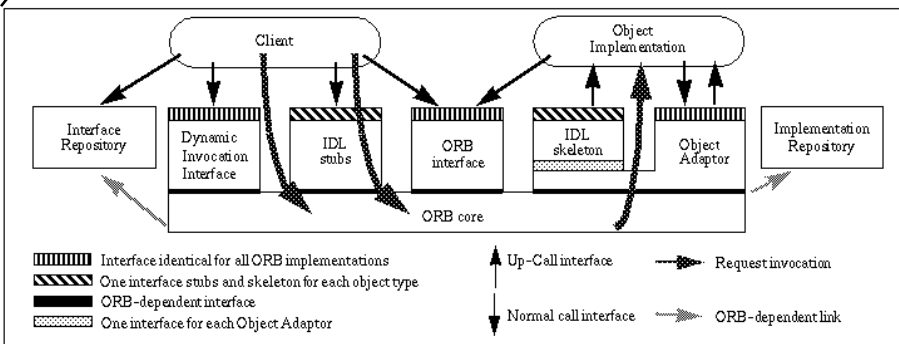 Client
Object
Implementation
Interface
Repository
Dynamic
Invocation
Interface
IDL
stubs
ORB
interface
IDL
skeleton
Object
Adaptor
Implementation
Repository
ORB core
Interface identical for all ORB implementations
One interface stubs and skeleton for each object type
ORB-dependent interface
One interface for each Object Adaptor
Up-Call interface
Normal call interface
Request invocation
ORB-dependent link